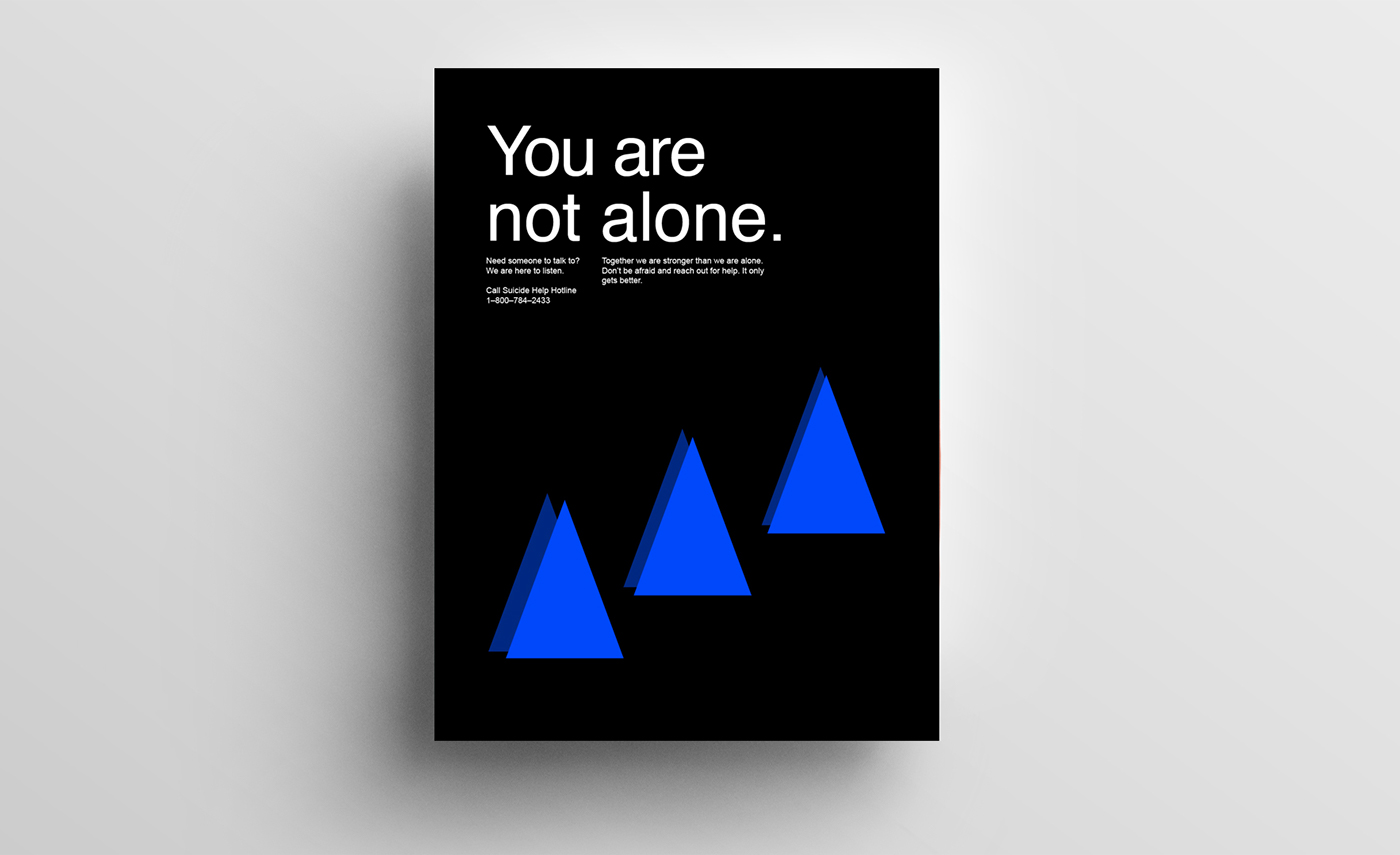 You are
not alone.
Need someone to talk to?
We are here to listen.
Call Suicide Help Hotline
1–800–784–2433
Together we are stronger than we are alone.
Don't be afraid and reach out for help. It only
gets better.